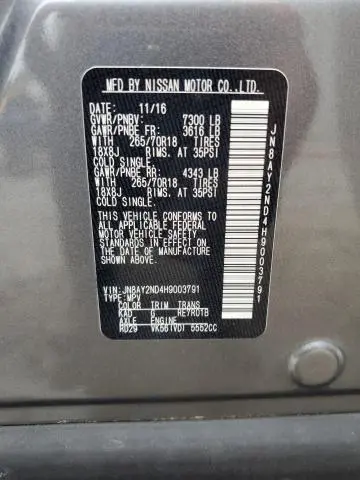 MFD BY NISSAN MOTOR CO.,LTD.
DATE: 11/16
GVWR/PNBV: 7300 LB
GAWR/PNBE FR: 3616 LB
WITH 265/70R18 TIRES
18X8J RIMS, AT 35PSI
COLD SINGLE.
GAWR/PNBE RR: 4343 LB
WITH 265/70R18 TIRES
18X8J RIMS, AT 35PSI
COLD SINGLE.
THIS VEHICLE CONFORMS TO
ALL APPLICABLE FEDERAL
MOTOR VEHICLE SAFETY
STANDARDS IN EFFECT ON
THE DATE OF MANUFACTURE
SHOWN ABOVE.
VIN: JN8AY2ND4H9003791
TYPE: MPV
COLOR TRIM TRANS
KAD G RE7R01B
AXLE ENGINE
RD29 VK56(VD) 5552CC
JN8AY2ND4H9003791